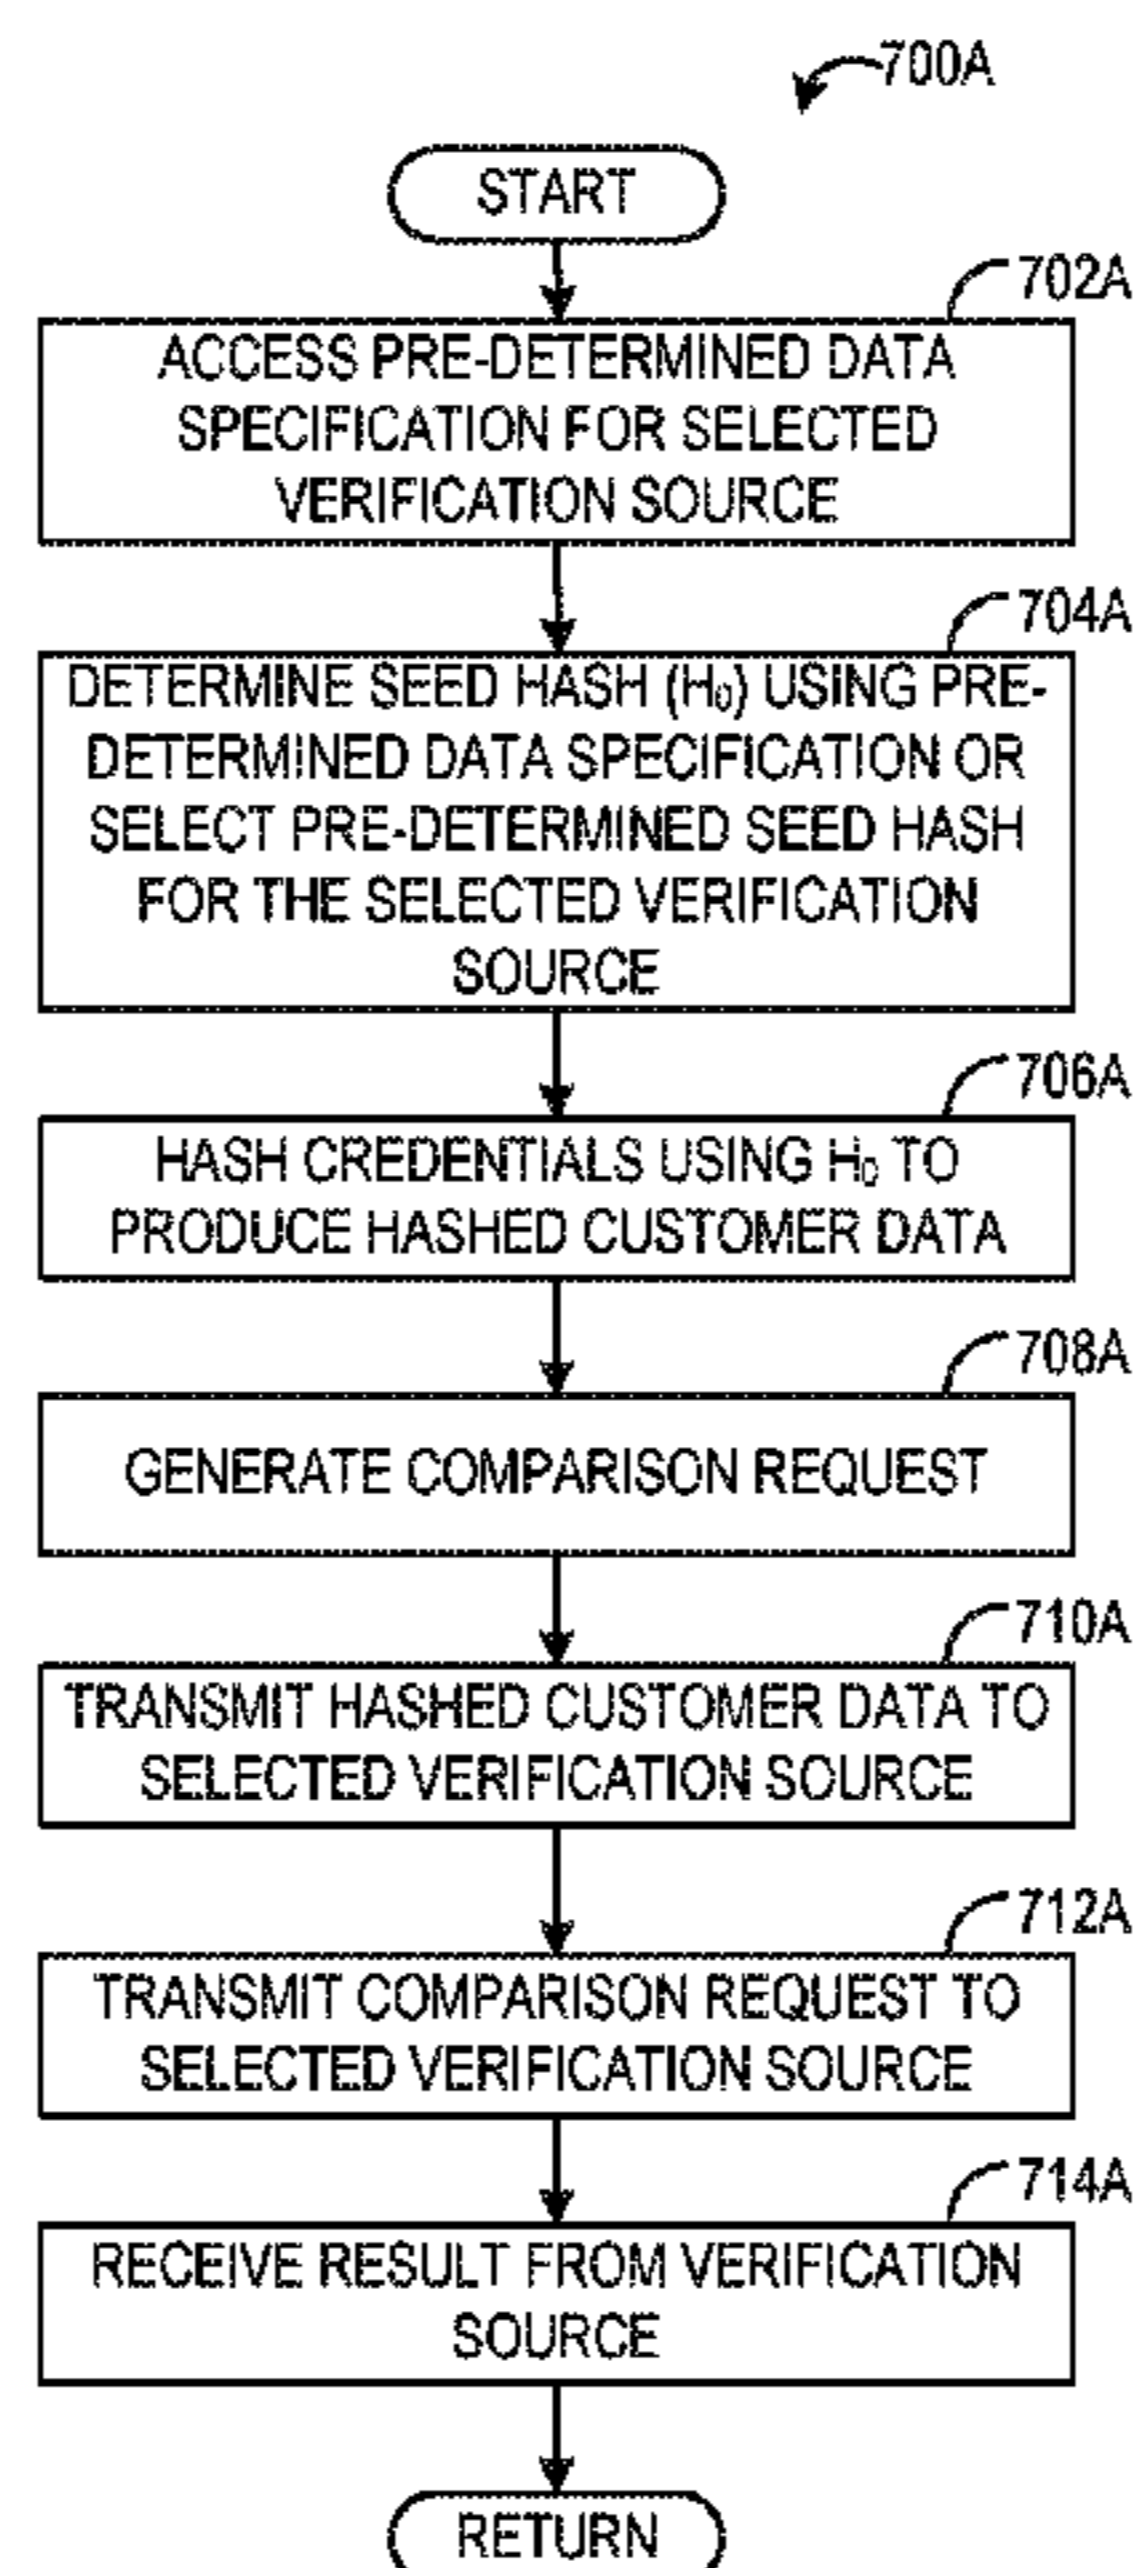 700A
START
702A
ACCESS PRE-DETERMINED DATA
SPECIFICATION FOR SELECTED
VERIFICATION SOURCE
704A
DETERMINE SEED HASH (H₀) USING PRE-
DETERMINED DATA SPECIFICATION OR
SELECT PRE-DETERMINED SEED HASH
FOR THE SELECTED VERIFICATION
SOURCE
706A
HASH CREDENTIALS USING H₀ TO
PRODUCE HASHED CUSTOMER DATA
708A
GENERATE COMPARISON REQUEST
710A
TRANSMIT HASHED CUSTOMER DATA TO
SELECTED VERIFICATION SOURCE
712A
TRANSMIT COMPARISON REQUEST TO
SELECTED VERIFICATION SOURCE
714A
RECEIVE RESULT FROM VERIFICATION
SOURCE
RETURN